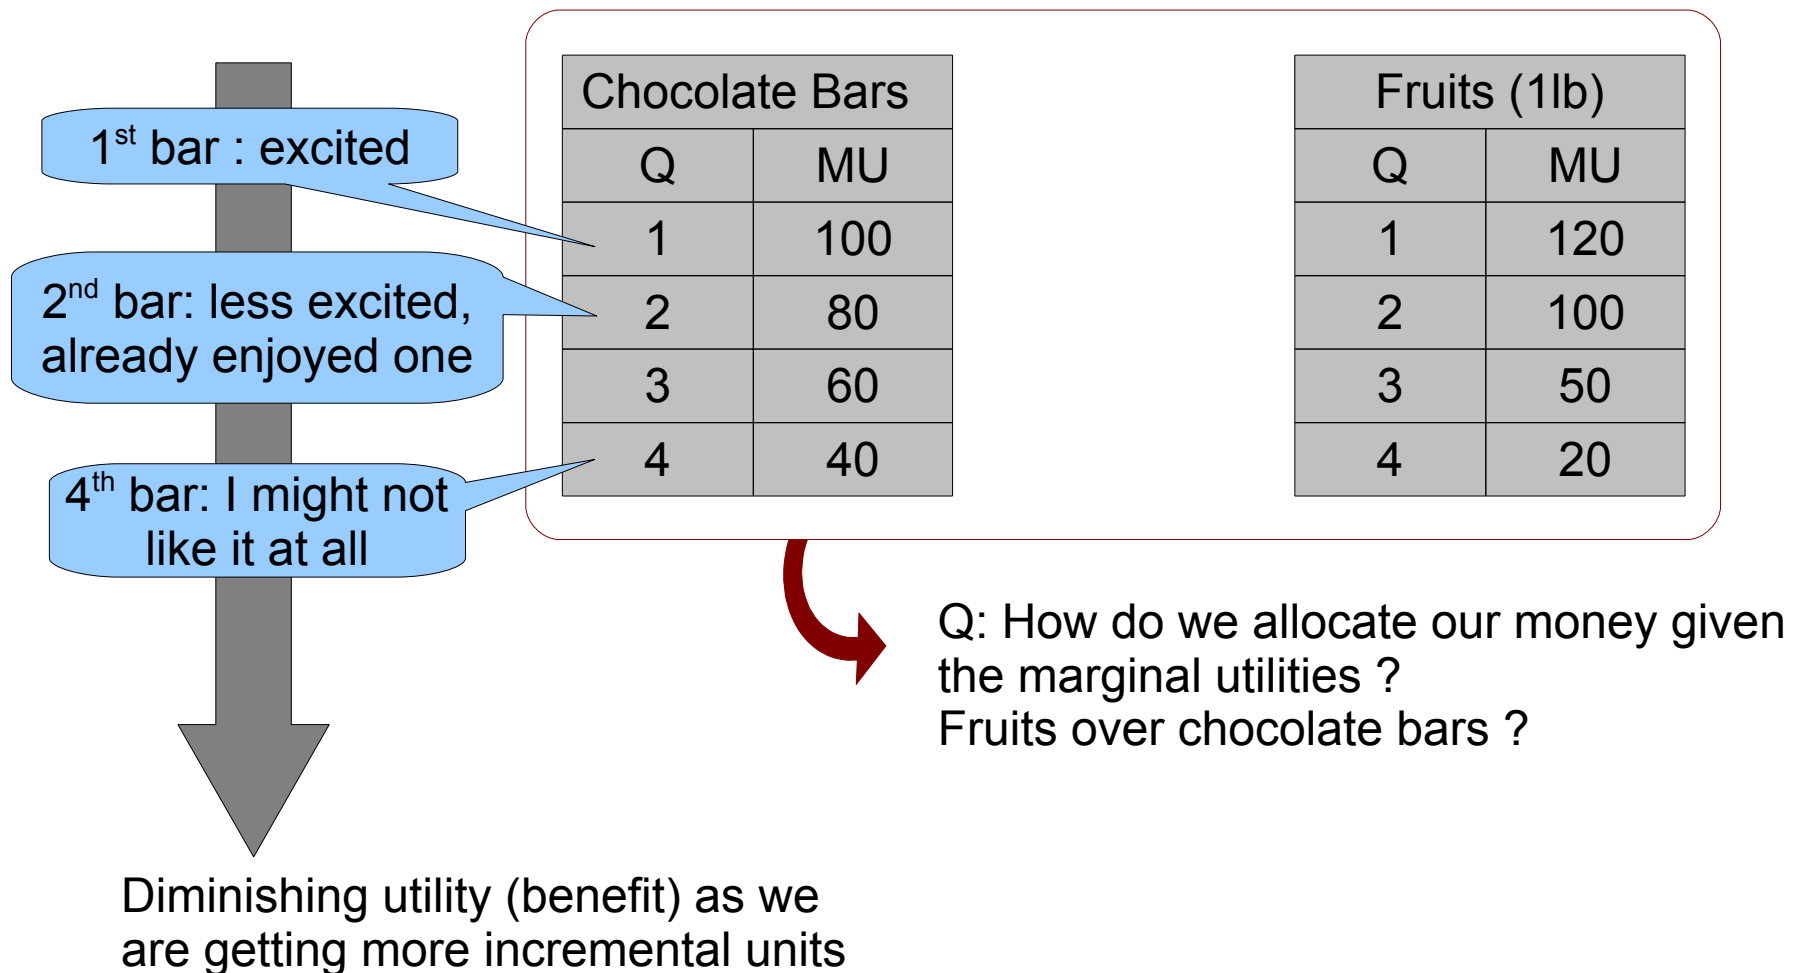 1st bar : excited
2nd bar: less excited,
already enjoyed one
4th bar: I might not
like it at all
Chocolate Bars
Q MU
1 100
2 80
3 60
4 40
Fruits (1lb)
Q MU
1 120
2 100
3 50
4 20
Q: How do we allocate our money given
the marginal utilities ?
Fruits over chocolate bars ?
Diminishing utility (benefit) as we
are getting more incremental units